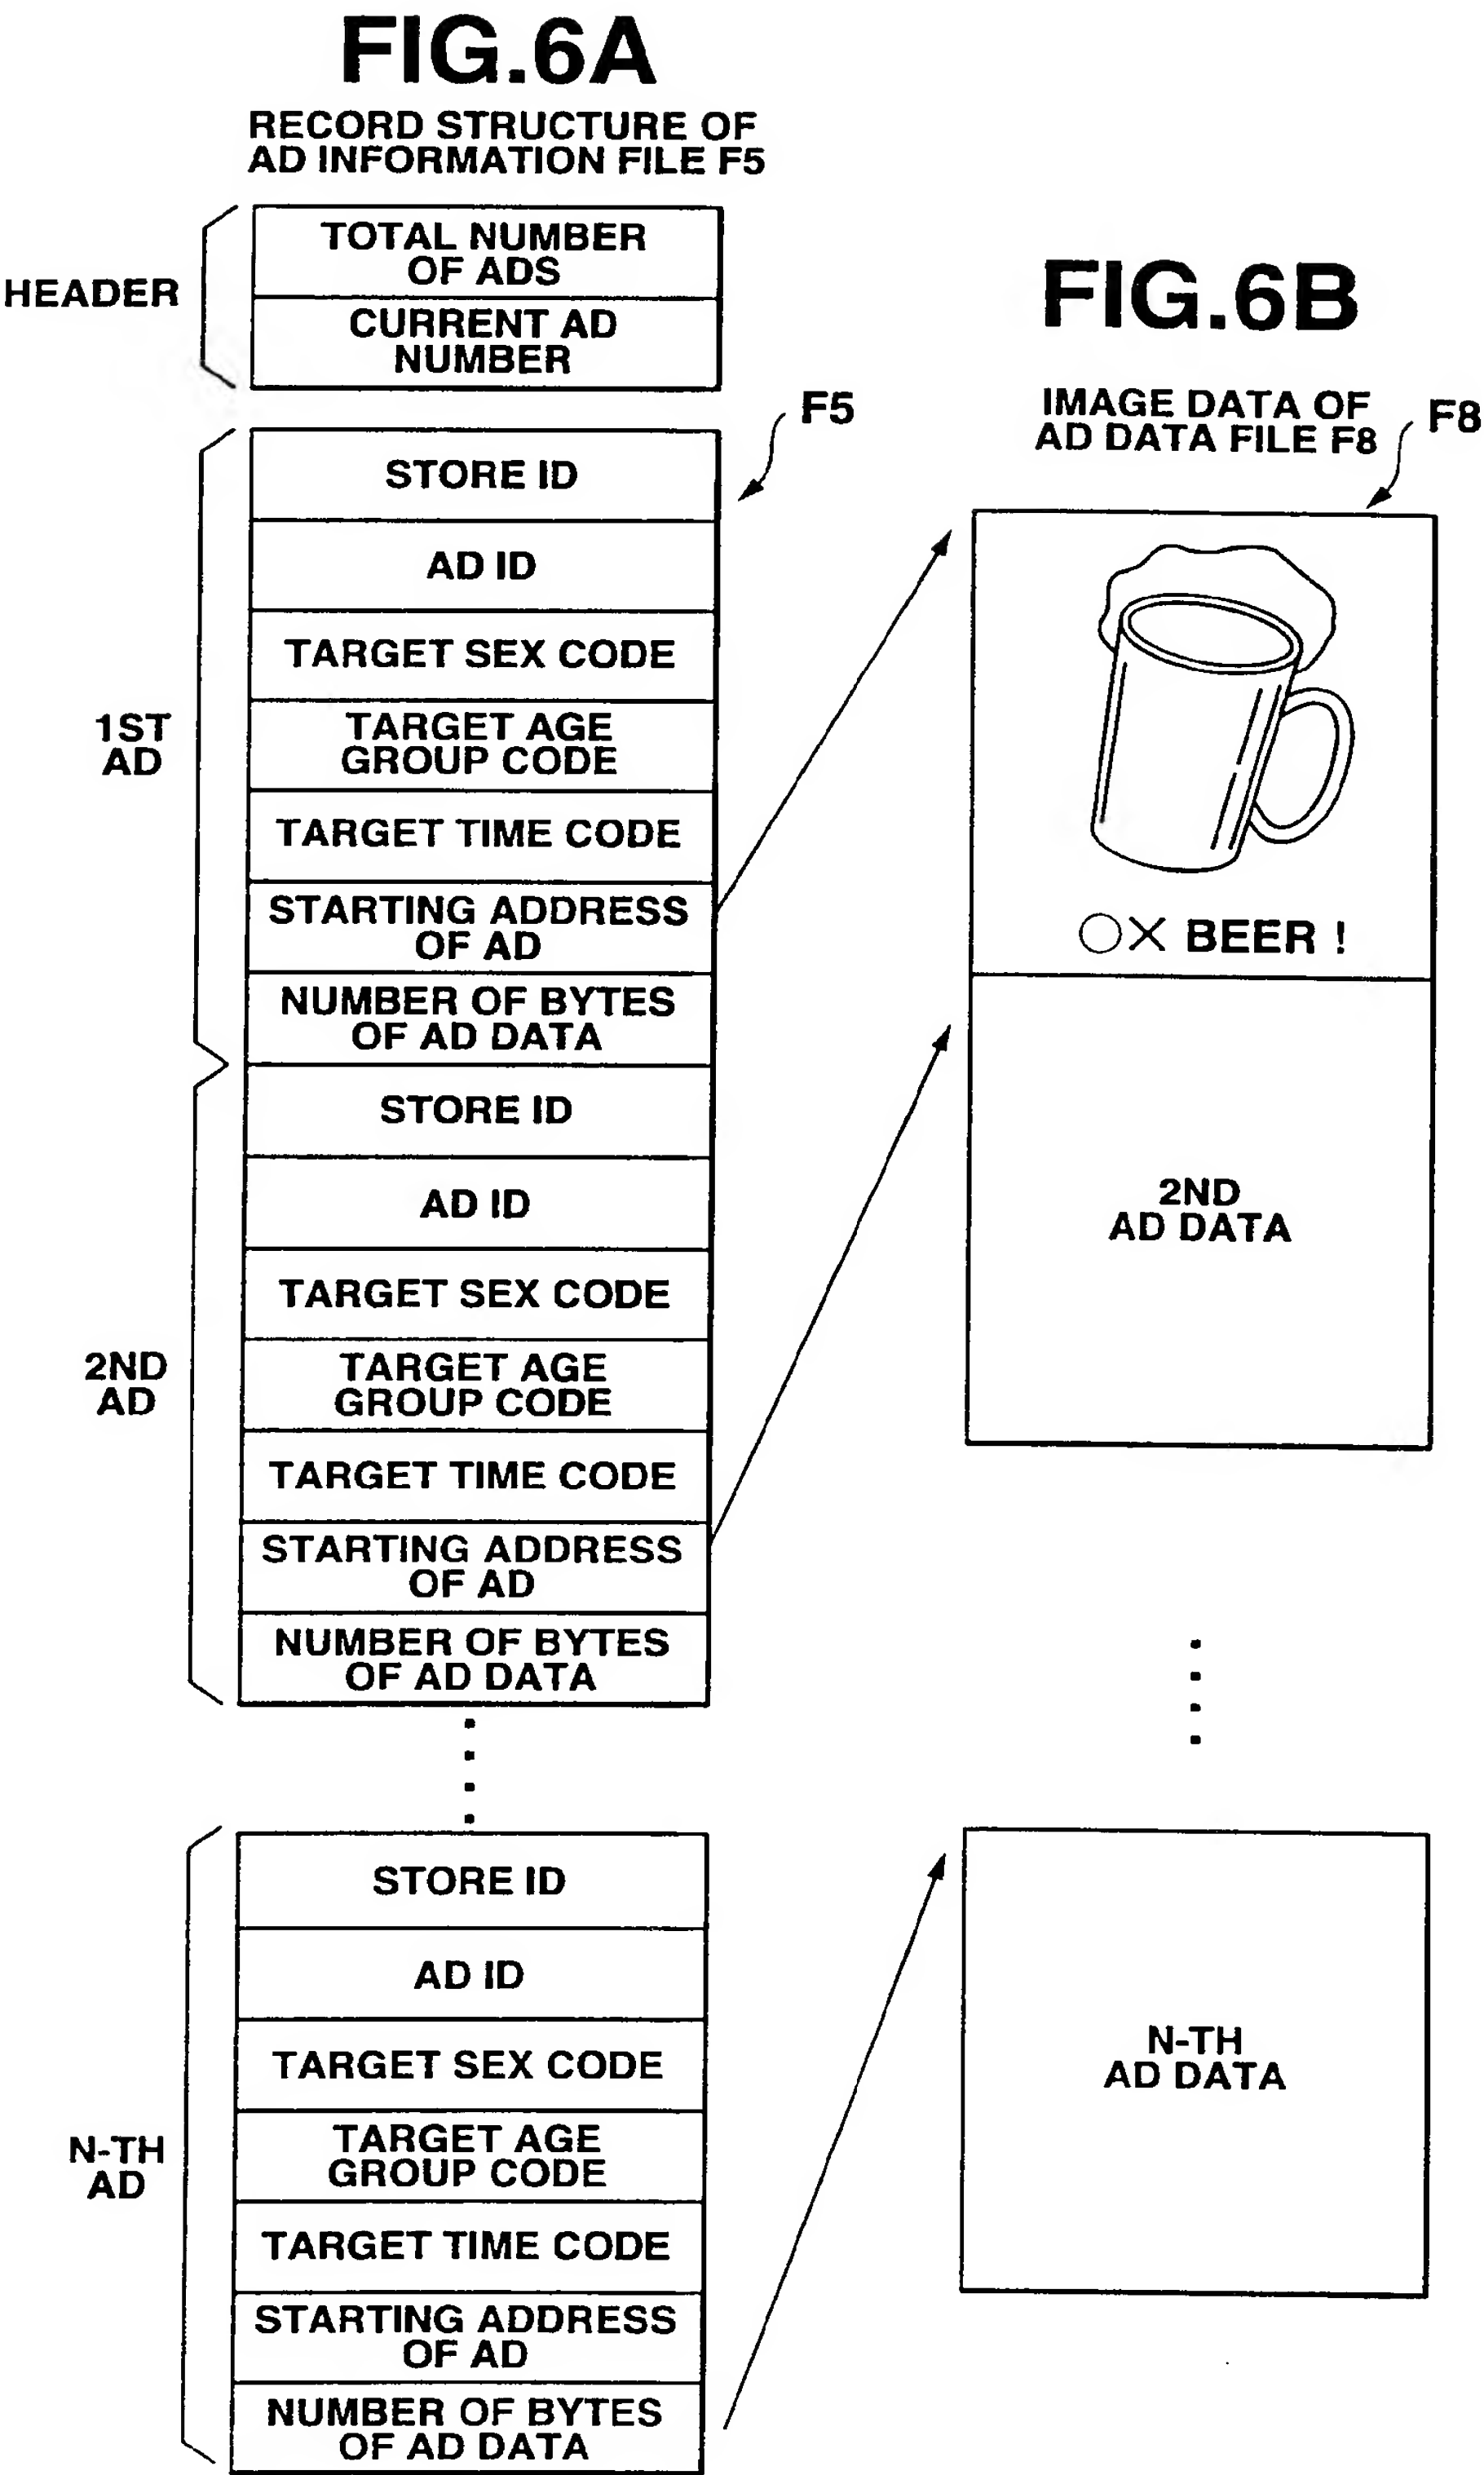 FIG.6A
RECORD STRUCTURE OF
AD INFORMATION FILE F5
HEADER
TOTAL NUMBER
OF ADS
CURRENT AD
NUMBER
F5
1ST
AD
STORE ID
AD ID
TARGET SEX CODE
TARGET AGE
GROUP CODE
TARGET TIME CODE
STARTING ADDRESS
OF AD
NUMBER OF BYTES
OF AD DATA
2ND
AD
STORE ID
AD ID
TARGET SEX CODE
TARGET AGE
GROUP CODE
TARGET TIME CODE
STARTING ADDRESS
OF AD
NUMBER OF BYTES
OF AD DATA
N-TH
AD
STORE ID
AD ID
TARGET SEX CODE
TARGET AGE
GROUP CODE
TARGET TIME CODE
STARTING ADDRESS
OF AD
NUMBER OF BYTES
OF AD DATA
FIG.6B
IMAGE DATA OF
AD DATA FILE F8
F8
○× BEER !
2ND
AD DATA
N-TH
AD DATA